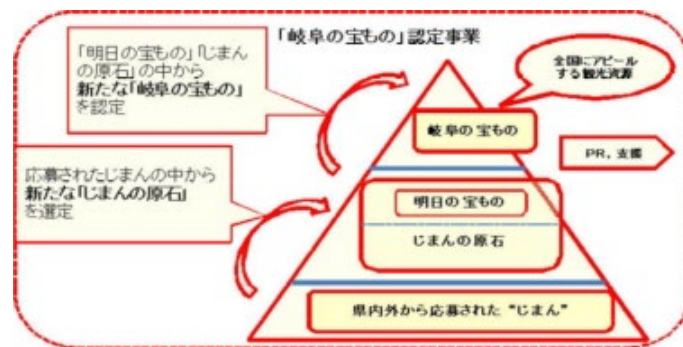 「岐阜の宝もの」認定事業
「明日の宝もの」「じまん
の原石」の中から
新たな「岐阜の宝もの」
を認定
全国にアピール
する観光資源
岐阜の宝もの
PR、支援
応募されたじまんの中から
新たな「じまんの原石」
を選定
明日の宝もの
じまんの原石
県内外から応募された“じまん”